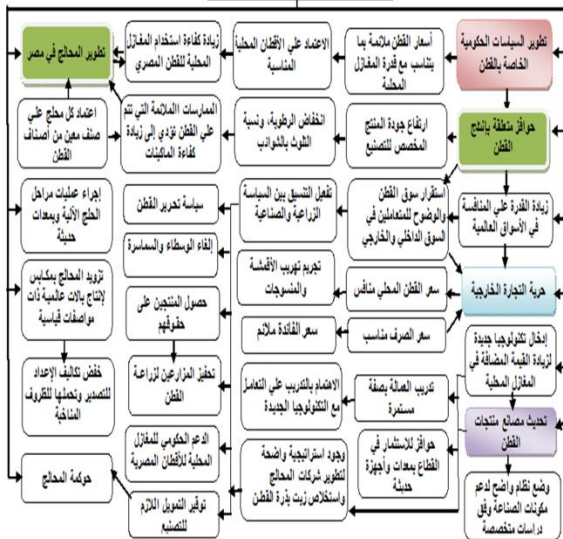 تطوير السياسات الحكومية
الخاصة بالقطن
أسعار القطن ملائمة بما
يتناسب مع قدرة المغازل
المحلية
الاعتماد علي الأقطان المحلية
المناسبة
زيادة كفاءة استخدام المغازل
المحلية للقطن المصري
تطوير المحالج في مصر
حوافز متعلقة بإنتاج
القطن
ارتفاع جودة المنتج
المخصص للتصنيع
انخفاض الرطوبة، ونسبة
التلوث بالشوائب
الممارسات الملائمة التي تتم
علي القطن تؤدي إلى زيادة
كفاءة الماكينات
اعتماد كل محلج علي
صنف معين من أصناف
القطن
زيادة القدرة علي المنافسة
في الأسواق العالمية
استقرار سوق القطن
والوضوح للمتعاملين في
السوق الداخلي والخارجي
تفعيل التنسيق بين السياسة
الزراعية والصناعية
سياسة تحرير القطن
إجراء عمليات مراحل
الحلج الآلية وبمعدات
حديثة
إلغاء الوسطاء والسماسرة
حرية التجارة الخارجية
سعر القطن المحلي منافس
تجريم تهريب الأقمشة
والمنسوجات
حصول المنتجين على
حقوقهم
تزويد المحالج بمكابس
لإنتاج بالات عالمية ذات
مواصفات قياسية
سعر الصرف مناسب
سعر الفائدة ملائم
إدخال تكنولوجيا جديدة
لزيادة القيمة المضافة في
المغازل المحلية
تدريب العمالة بصفة
مستمرة
الاهتمام بالتدريب علي التعامل
مع التكنولوجيا الجديدة
تحفيز المزارعين لزراعة
القطن
خفض تكاليف الإعداد
للتصدير وتحملها للظروف
المناخية
تحديث مصانع منتجات
القطن
حوافز للاستثمار في
القطاع بمعدات وأجهزة
حديثة
وجود استراتيجية واضحة
لتطوير شركات المحالج
واستخلاص زيت بذرة القطن
الدعم الحكومي للمغازل
المحلية للأقطان المصرية
حوكمة المحالج
وضع نظام واضح لدعم
مكونات الصناعة وفق
دراسات متخصصة
توفير التمويل اللازم
للتصنيع